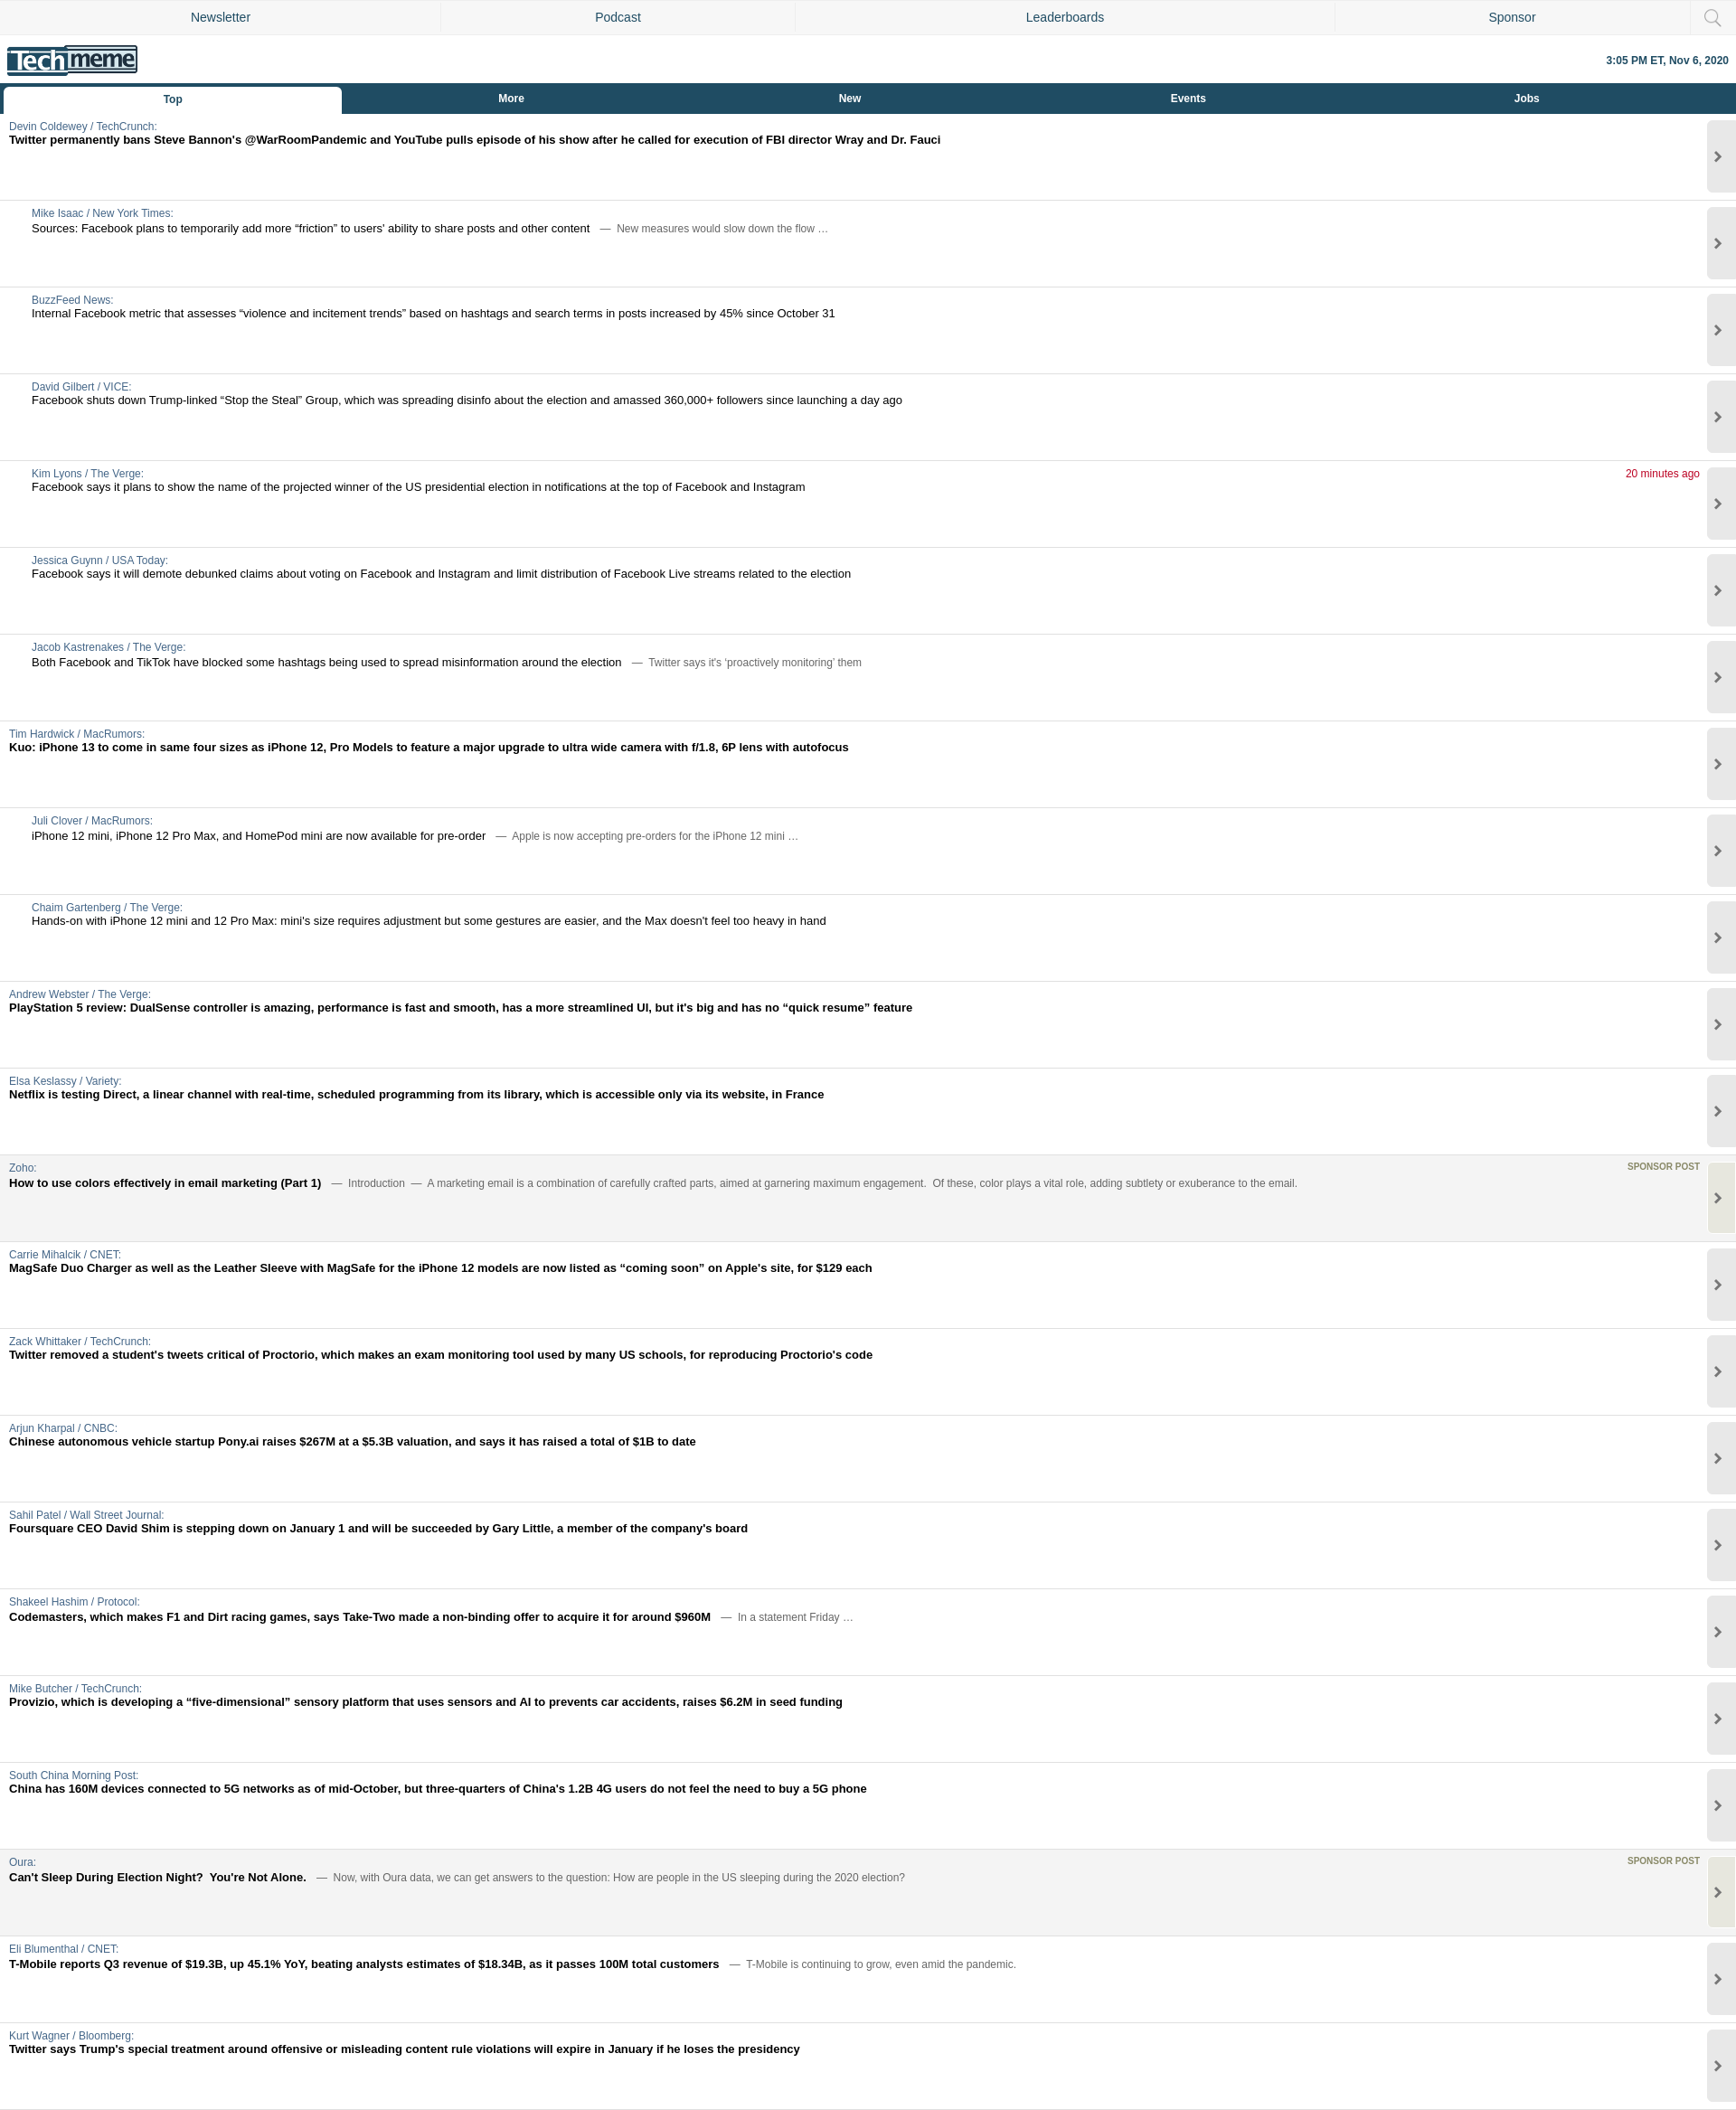 Newsletter Podcast Leaderboards Sponsor
Techmeme
3:05 PM ET, Nov 6, 2020
Top More New Events Jobs
Devin Coldewey / TechCrunch:
Twitter permanently bans Steve Bannon's @WarRoomPandemic and YouTube pulls episode of his show after he called for execution of FBI director Wray and Dr. Fauci
Mike Isaac / New York Times:
Sources: Facebook plans to temporarily add more “friction” to users' ability to share posts and other content — New measures would slow down the flow …
BuzzFeed News:
Internal Facebook metric that assesses “violence and incitement trends” based on hashtags and search terms in posts increased by 45% since October 31
David Gilbert / VICE:
Facebook shuts down Trump-linked “Stop the Steal” Group, which was spreading disinfo about the election and amassed 360,000+ followers since launching a day ago
Kim Lyons / The Verge:
20 minutes ago
Facebook says it plans to show the name of the projected winner of the US presidential election in notifications at the top of Facebook and Instagram
Jessica Guynn / USA Today:
Facebook says it will demote debunked claims about voting on Facebook and Instagram and limit distribution of Facebook Live streams related to the election
Jacob Kastrenakes / The Verge:
Both Facebook and TikTok have blocked some hashtags being used to spread misinformation around the election — Twitter says it's ‘proactively monitoring’ them
Tim Hardwick / MacRumors:
Kuo: iPhone 13 to come in same four sizes as iPhone 12, Pro Models to feature a major upgrade to ultra wide camera with f/1.8, 6P lens with autofocus
Juli Clover / MacRumors:
iPhone 12 mini, iPhone 12 Pro Max, and HomePod mini are now available for pre-order — Apple is now accepting pre-orders for the iPhone 12 mini …
Chaim Gartenberg / The Verge:
Hands-on with iPhone 12 mini and 12 Pro Max: mini's size requires adjustment but some gestures are easier, and the Max doesn't feel too heavy in hand
Andrew Webster / The Verge:
PlayStation 5 review: DualSense controller is amazing, performance is fast and smooth, has a more streamlined UI, but it's big and has no “quick resume” feature
Elsa Keslassy / Variety:
Netflix is testing Direct, a linear channel with real-time, scheduled programming from its library, which is accessible only via its website, in France
Zoho:
SPONSOR POST
How to use colors effectively in email marketing (Part 1) — Introduction — A marketing email is a combination of carefully crafted parts, aimed at garnering maximum engagement. Of these, color plays a vital role, adding subtlety or exuberance to the email.
Carrie Mihalcik / CNET:
MagSafe Duo Charger as well as the Leather Sleeve with MagSafe for the iPhone 12 models are now listed as “coming soon” on Apple's site, for $129 each
Zack Whittaker / TechCrunch:
Twitter removed a student's tweets critical of Proctorio, which makes an exam monitoring tool used by many US schools, for reproducing Proctorio's code
Arjun Kharpal / CNBC:
Chinese autonomous vehicle startup Pony.ai raises $267M at a $5.3B valuation, and says it has raised a total of $1B to date
Sahil Patel / Wall Street Journal:
Foursquare CEO David Shim is stepping down on January 1 and will be succeeded by Gary Little, a member of the company's board
Shakeel Hashim / Protocol:
Codemasters, which makes F1 and Dirt racing games, says Take-Two made a non-binding offer to acquire it for around $960M — In a statement Friday …
Mike Butcher / TechCrunch:
Provizio, which is developing a “five-dimensional” sensory platform that uses sensors and AI to prevents car accidents, raises $6.2M in seed funding
South China Morning Post:
China has 160M devices connected to 5G networks as of mid-October, but three-quarters of China's 1.2B 4G users do not feel the need to buy a 5G phone
Oura:
SPONSOR POST
Can't Sleep During Election Night? You're Not Alone. — Now, with Oura data, we can get answers to the question: How are people in the US sleeping during the 2020 election?
Eli Blumenthal / CNET:
T-Mobile reports Q3 revenue of $19.3B, up 45.1% YoY, beating analysts estimates of $18.34B, as it passes 100M total customers — T-Mobile is continuing to grow, even amid the pandemic.
Kurt Wagner / Bloomberg:
Twitter says Trump's special treatment around offensive or misleading content rule violations will expire in January if he loses the presidency